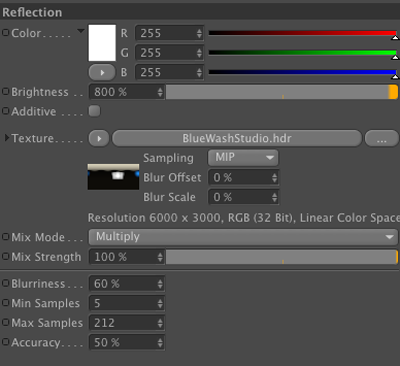 Reflection
Color..... R 255
G 255
B 255
Brightness .. 800 %
Additive ...
Texture..... BlueWashStudio.hdr ...
Sampling MIP
Blur Offset 0 %
Blur Scale 0 %
Resolution 6000 x 3000, RGB (32 Bit), Linear Color Space
Mix Mode.... Multiply
Mix Strength 100 %
Blurriness... 60 %
Min Samples 5
Max Samples 212
Accuracy.... 50 %